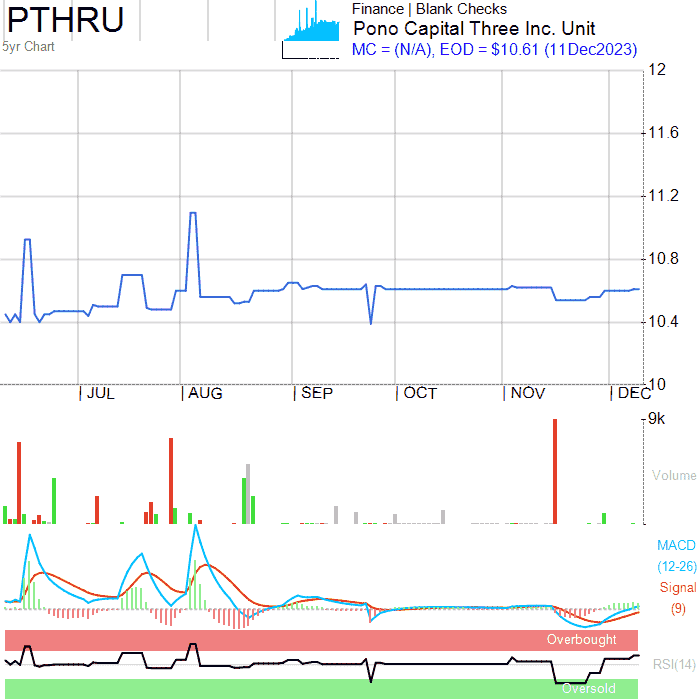 PTHRU
5yr Chart
Finance | Blank Checks
Pono Capital Three Inc. Unit
MC = (N/A), EOD = $10.61 (11Dec2023)
12
11.6
11.2
10.8
10.4
10
| JUL | AUG | SEP | OCT | NOV | DEC
9k
Volume
MACD
(12-26)
Signal
(9)
Overbought
RSI(14)
Oversold